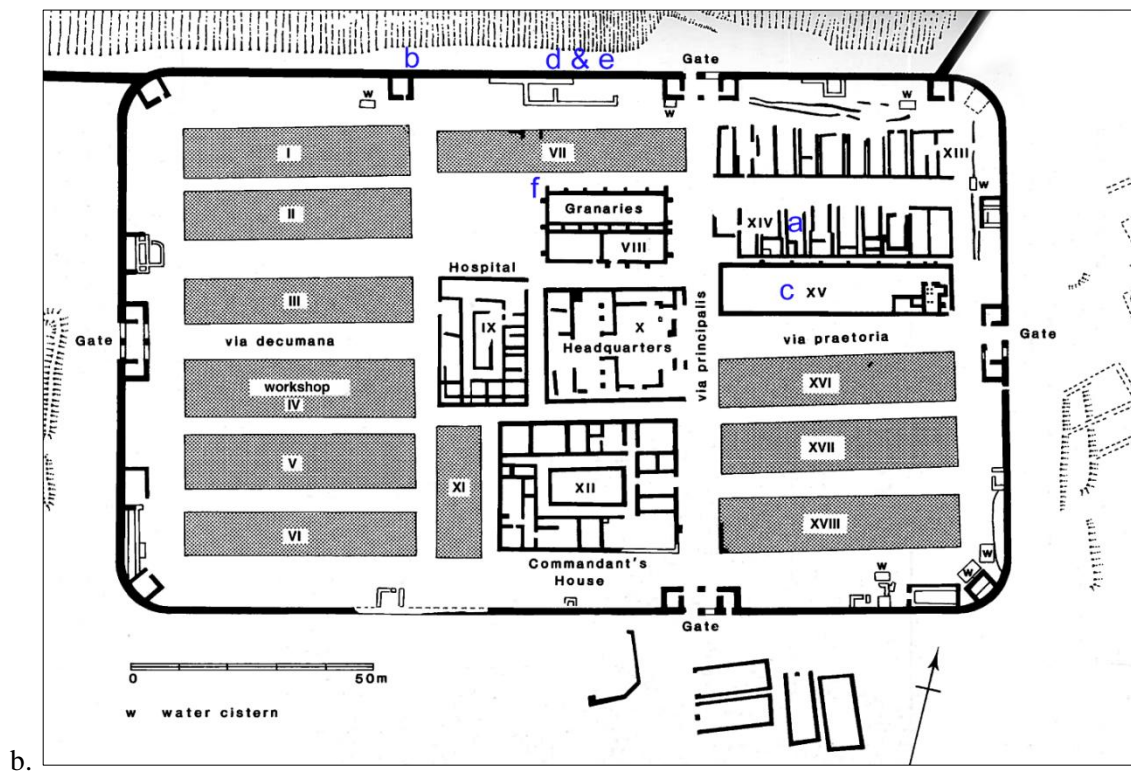 b d & e Gate
w w w
I VII XIII
w
f
II Granaries XIV a
VIII
Hospital
III c XV
IX X
Gate via decumana Headquarters via principalis via praetoria Gate
workshop XVI
IV
V XI XII XVII
VI XVIII
Commandant's
House
w w w
Gate
0 50m
w water cistern
b.